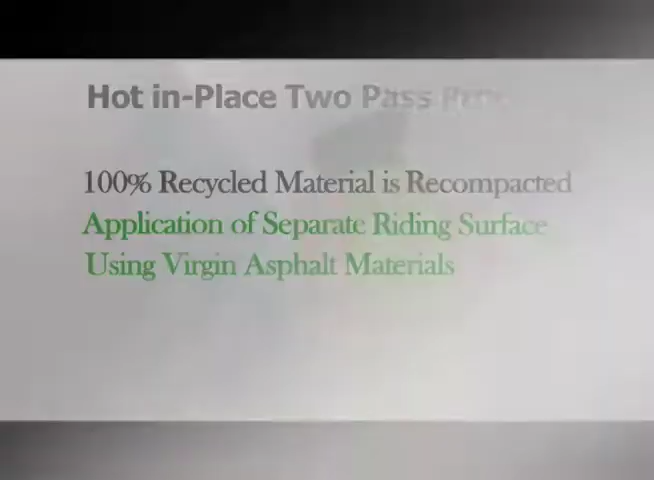 Hot in-Place Two Pass
100% Recycled Material is Recompacted
Application of Separate Riding Surface
Using Virgin Asphalt Materials